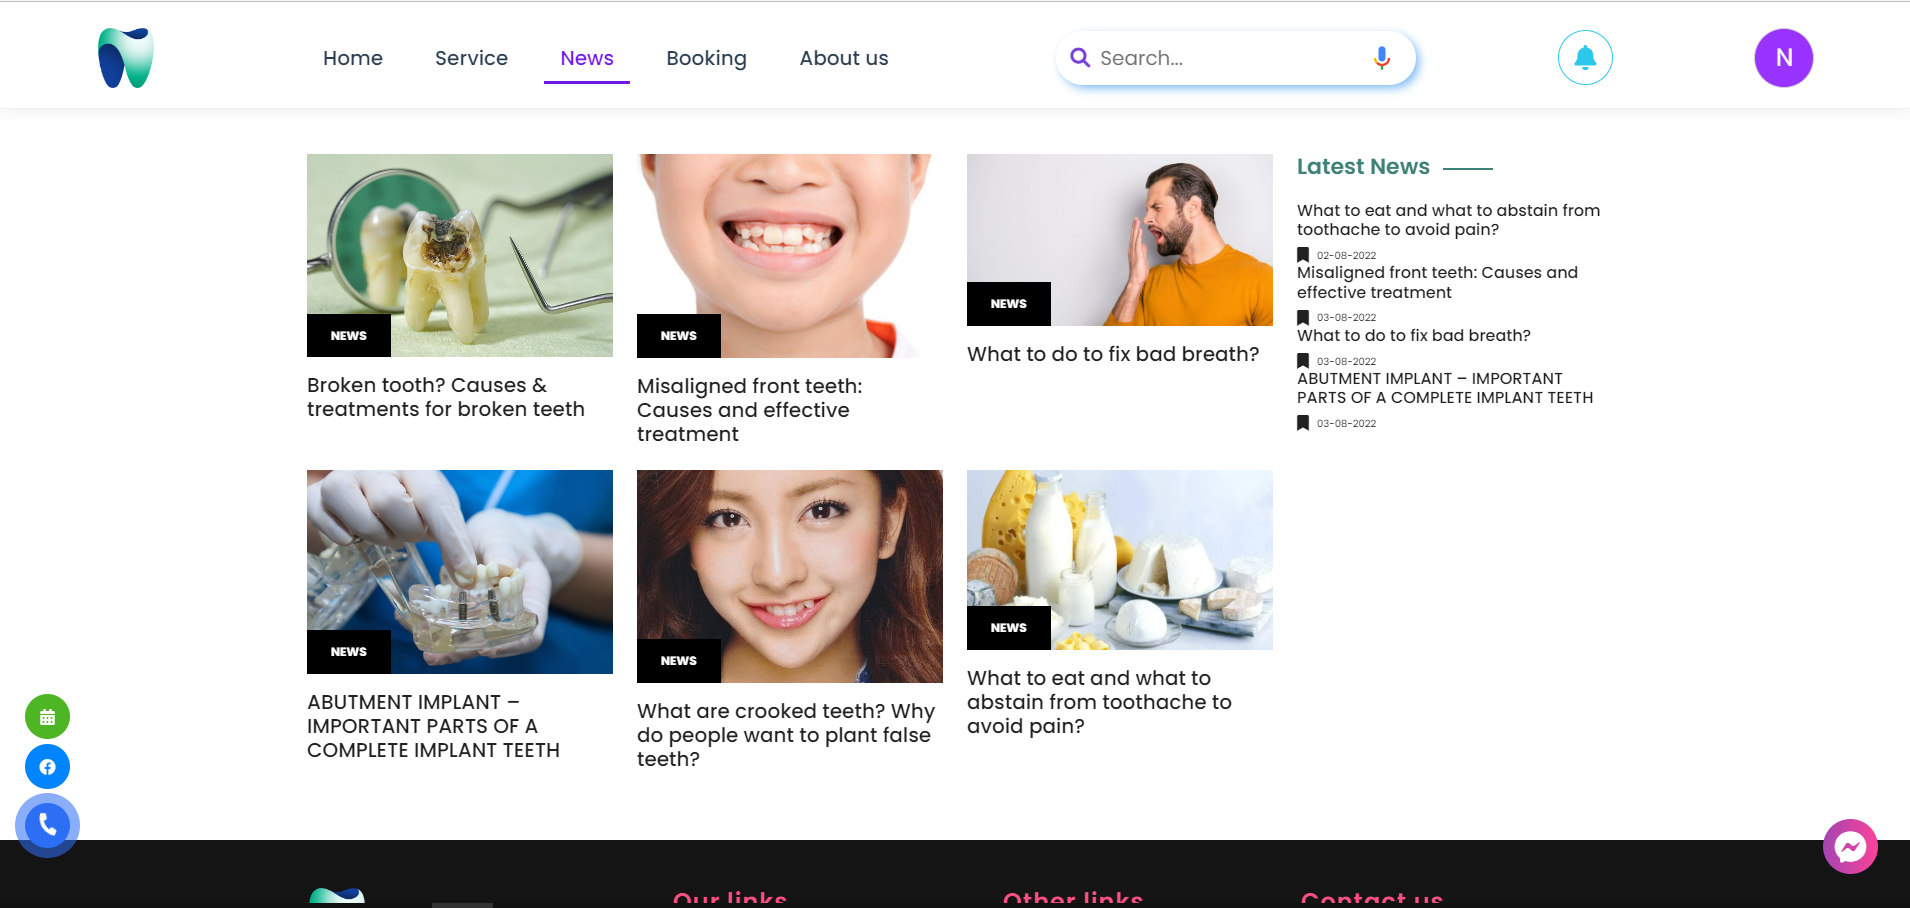 Home Service News Booking About us Search... N
NEWS
Broken tooth? Causes &
treatments for broken teeth
NEWS
Misaligned front teeth:
Causes and effective
treatment
NEWS
What to do to fix bad breath?
NEWS
ABUTMENT IMPLANT –
IMPORTANT PARTS OF A
COMPLETE IMPLANT TEETH
NEWS
What are crooked teeth? Why
do people want to plant false
teeth?
NEWS
What to eat and what to
abstain from toothache to
avoid pain?
Latest News
What to eat and what to abstain from
toothache to avoid pain?
02-08-2022
Misaligned front teeth: Causes and
effective treatment
03-08-2022
What to do to fix bad breath?
03-08-2022
ABUTMENT IMPLANT – IMPORTANT
PARTS OF A COMPLETE IMPLANT TEETH
03-08-2022
Our links Other links Contact us